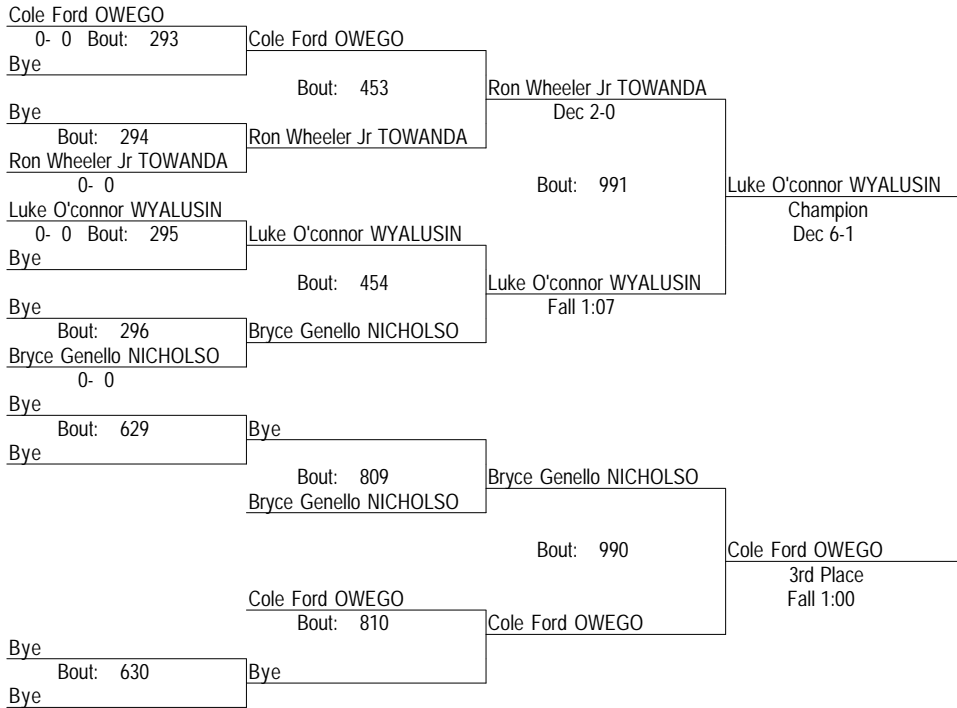 Cole Ford OWEGO
0- 0 Bout: 293 Cole Ford OWEGO
Bye
Bout: 453 Ron Wheeler Jr TOWANDA
Bye Dec 2-0
Bout: 294 Ron Wheeler Jr TOWANDA
Ron Wheeler Jr TOWANDA
0- 0 Bout: 991 Luke O'connor WYALUSIN
Luke O'connor WYALUSIN Champion
0- 0 Bout: 295 Luke O'connor WYALUSIN Dec 6-1
Bye
Bout: 454 Luke O'connor WYALUSIN
Bye Fall 1:07
Bout: 296 Bryce Genello NICHOLSO
Bryce Genello NICHOLSO
0- 0
Bye
Bout: 629 Bye
Bye
Bout: 809 Bryce Genello NICHOLSO
Bryce Genello NICHOLSO
Bout: 990 Cole Ford OWEGO
3rd Place
Cole Ford OWEGO Fall 1:00
Bout: 810 Cole Ford OWEGO
Bye
Bout: 630 Bye
Bye